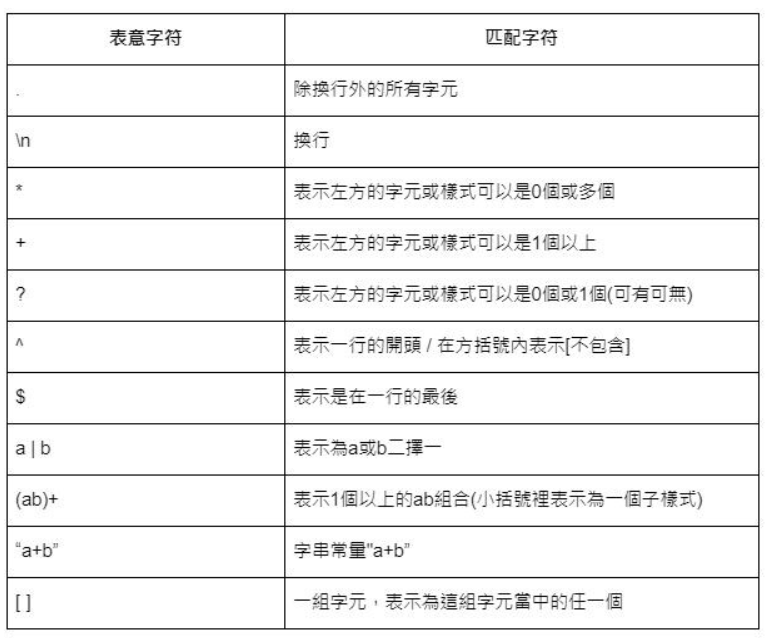 表意字符 匹配字符
. 除換行外的所有字元
\n 換行
* 表示左方的字元或樣式可以是0個或多個
+ 表示左方的字元或樣式可以是1個以上
? 表示左方的字元或樣式可以是0個或1個(可有可無)
^ 表示一行的開頭 / 在方括號內表示[不包含]
$ 表示是在一行的最後
a | b 表示為a或b二擇一
(ab)+ 表示1個以上的ab組合(小括號裡表示為一個子樣式)
“a+b” 字串常量"a+b”
[ ] 一組字元，表示為這組字元當中的任一個